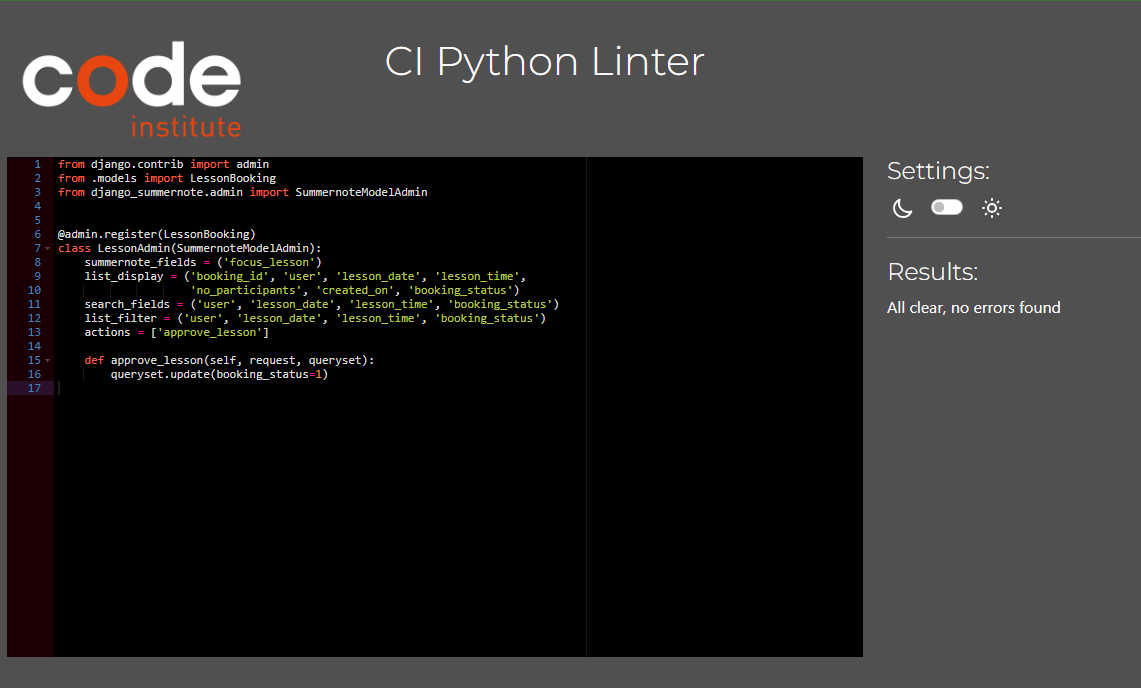 code
institute
CI Python Linter
1 from django.contrib import admin
2 from .models import LessonBooking
3 from django_summernote.admin import SummernoteModelAdmin
4
5
6 @admin.register(LessonBooking)
7 class LessonAdmin(SummernoteModelAdmin):
8     summernote_fields = ('focus_lesson')
9     list_display = ('booking_id', 'user', 'lesson_date', 'lesson_time',
10                     'no_participants', 'created_on', 'booking_status')
11     search_fields = ('user', 'lesson_date', 'lesson_time', 'booking_status')
12     list_filter = ('user', 'lesson_date', 'lesson_time', 'booking_status')
13     actions = ['approve_lesson']
14
15     def approve_lesson(self, request, queryset):
16         queryset.update(booking_status=1)
17
Settings:
Results:
All clear, no errors found